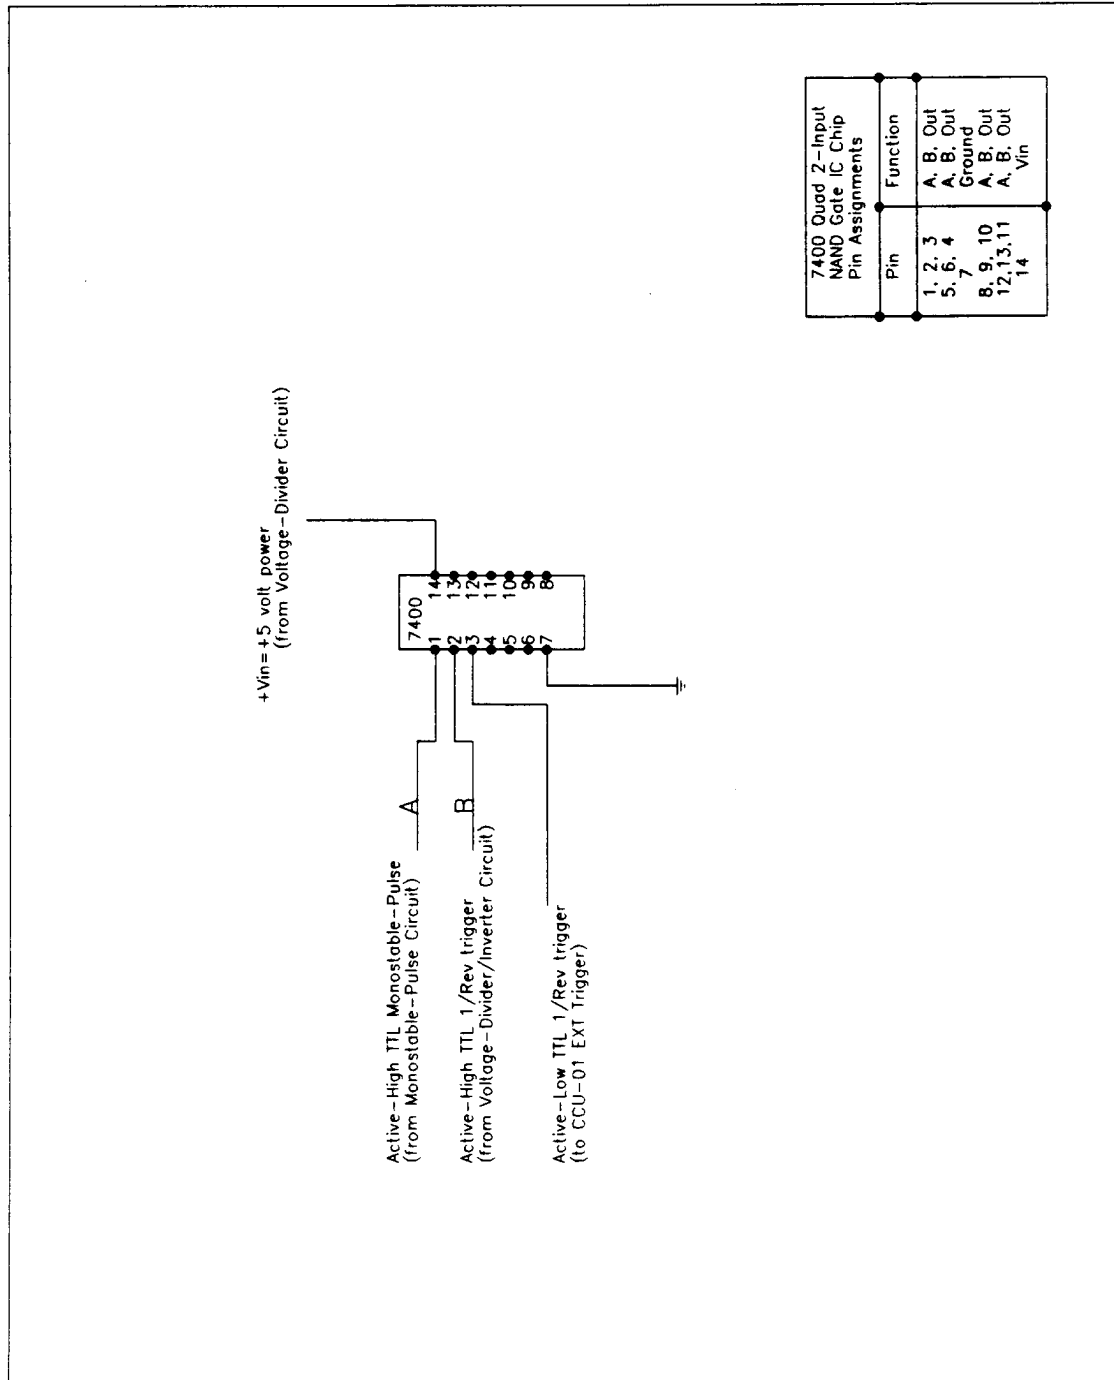 +Vin=+5 volt power
(from Voltage-Divider Circuit)
Active-High TTL Monostable-Pulse
(from Monostable-Pulse Circuit)
A
Active-High TTL 1/Rev trigger
(from Voltage-Divider/Inverter Circuit)
B
Active-Low TTL 1/Rev trigger
(to CCU-01 EXT Trigger)
7400
1 14
2 13
3 12
4 11
5 10
6 9
7 8
7400 Quad 2-Input
NAND Gate IC Chip
Pin Assignments
Pin Function
1, 2, 3 A, B, Out
5, 6, 4 A, B, Out
7 Ground
8, 9, 10 A, B, Out
12,13,11 A, B, Out
14 Vin